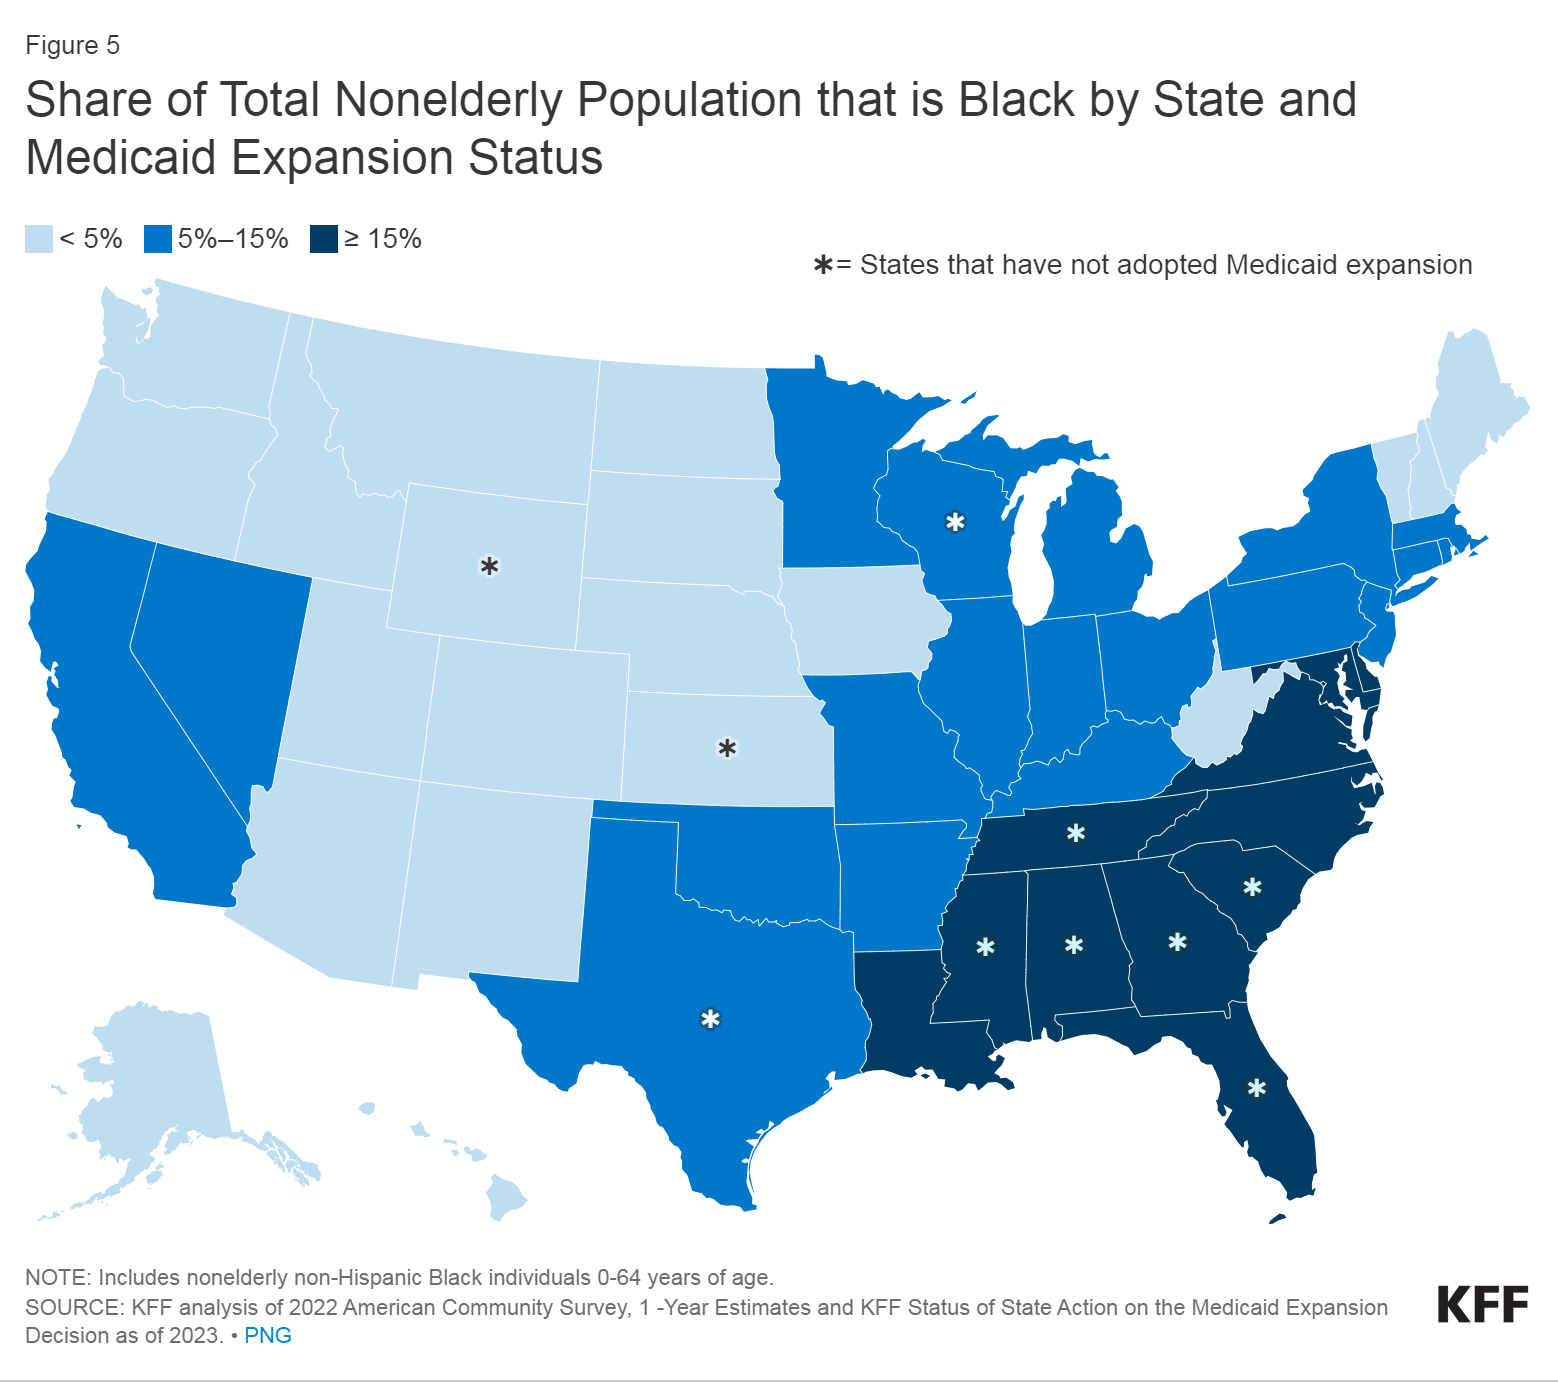 Figure 5
Share of Total Nonelderly Population that is Black by State and
Medicaid Expansion Status
< 5% 5%–15% ≥ 15%
*= States that have not adopted Medicaid expansion
*
*
*
*
*
*
*
*
*
*
NOTE: Includes nonelderly non-Hispanic Black individuals 0-64 years of age.
SOURCE: KFF analysis of 2022 American Community Survey, 1 -Year Estimates and KFF Status of State Action on the Medicaid Expansion
Decision as of 2023. • PNG
KFF